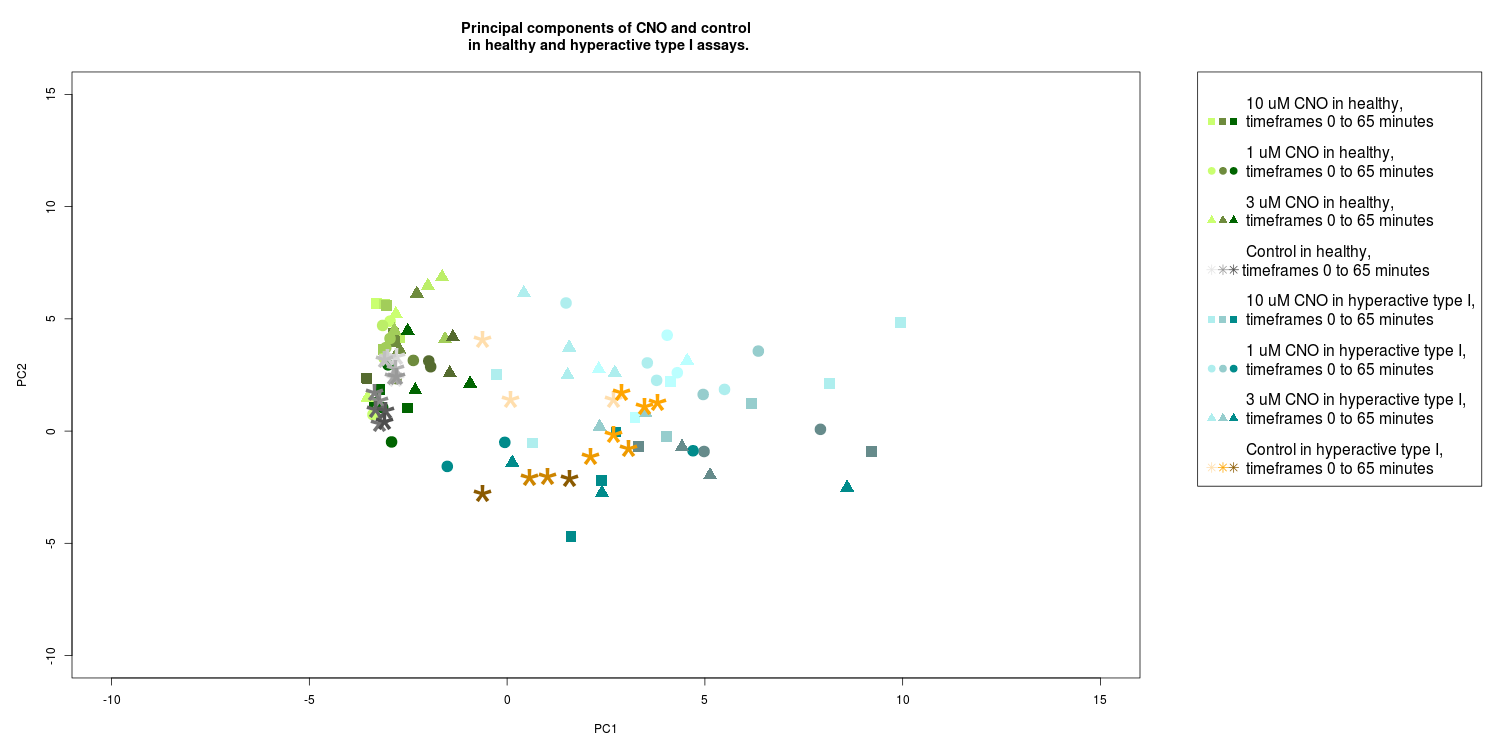 Principal components of CNO and control
in healthy and hyperactive type I assays.
15
10
5
0
-5
-10
PC2
-10
-5
0
5
10
15
PC1
10 uM CNO in healthy,
timeframes 0 to 65 minutes
1 uM CNO in healthy,
timeframes 0 to 65 minutes
3 uM CNO in healthy,
timeframes 0 to 65 minutes
Control in healthy,
timeframes 0 to 65 minutes
10 uM CNO in hyperactive type I,
timeframes 0 to 65 minutes
1 uM CNO in hyperactive type I,
timeframes 0 to 65 minutes
3 uM CNO in hyperactive type I,
timeframes 0 to 65 minutes
Control in hyperactive type I,
timeframes 0 to 65 minutes